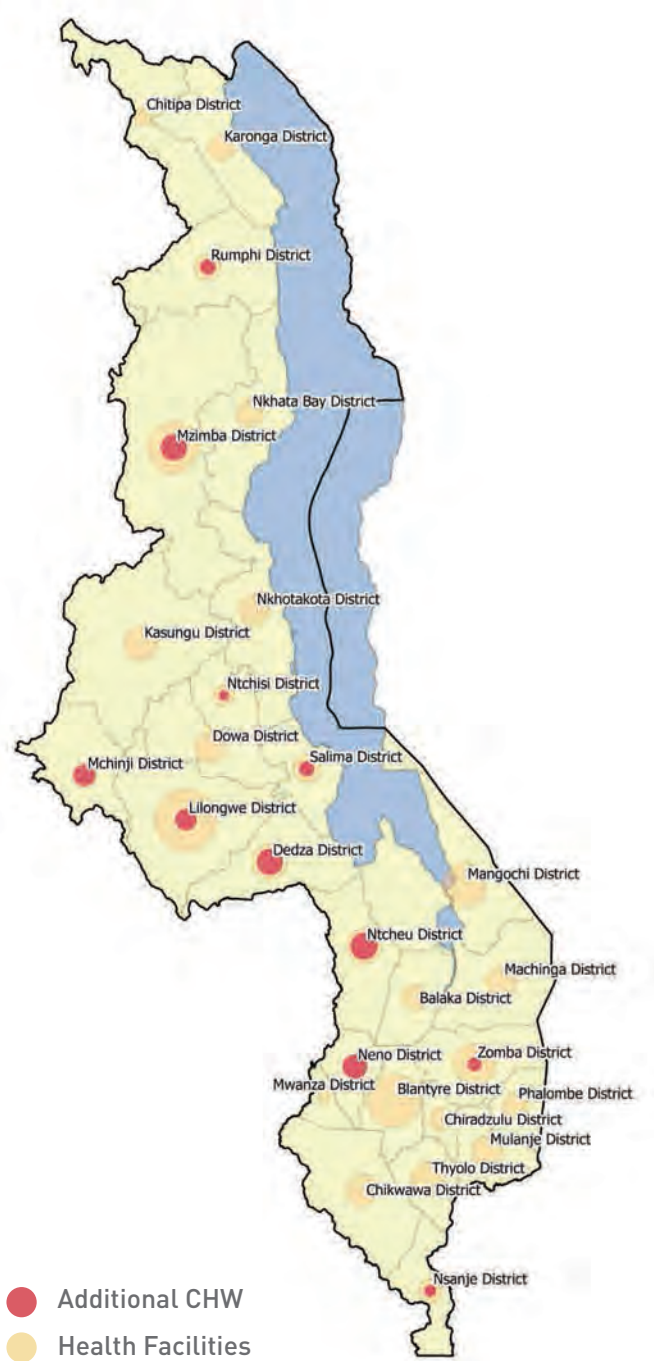 Chitipa District
Karonga District
Rumphi District
Nkhata Bay District
Mzimba District
Nkhotakota District
Kasungu District
Ntchisi District
Dowa District
Salima District
Mchinji District
Lilongwe District
Dedza District
Mangochi District
Ntcheu District
Machinga District
Balaka District
Neno District
Zomba District
Mwanza District
Blantyre District
Phalombe District
Chiradzulu District
Mulanje District
Thyolo District
Chikwawa District
Nsanje District
Additional CHW
Health Facilities